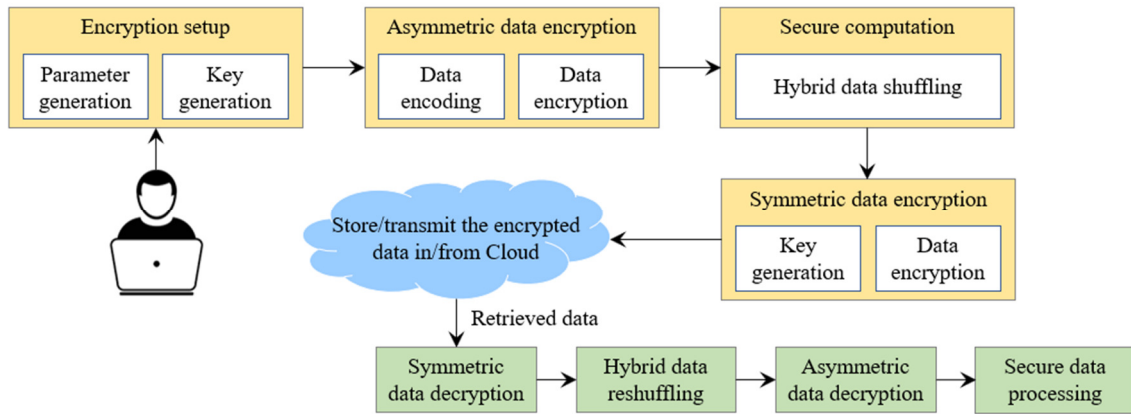 Encryption setup
Parameter
generation
Key
generation
Asymmetric data encryption
Data
encoding
Data
encryption
Secure computation
Hybrid data shuffling
Symmetric data encryption
Key
generation
Data
encryption
Store/transmit the encrypted
data in/from Cloud
Retrieved data
Symmetric
data decryption
Hybrid data
reshuffling
Asymmetric
data decryption
Secure data
processing